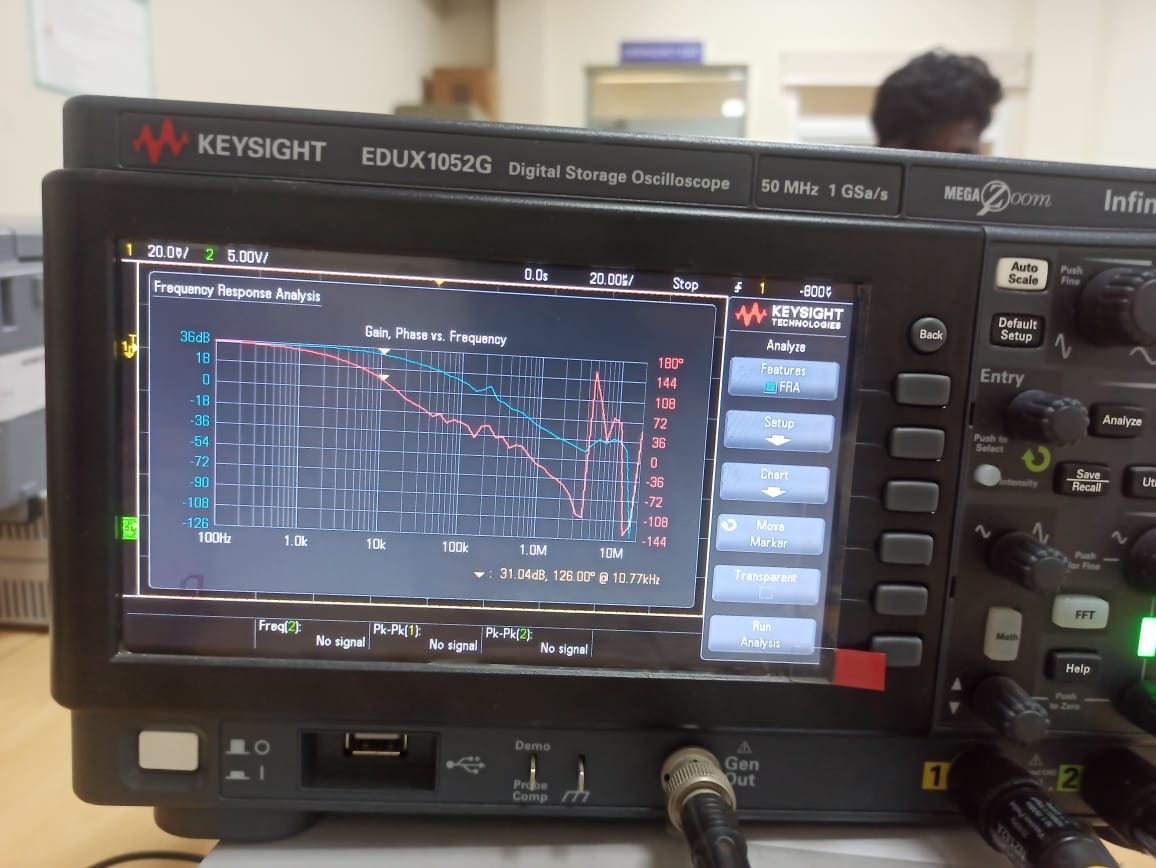 KEYSIGHT EDUX1052G Digital Storage Oscilloscope 50 MHz 1 GSa/s MEGA Zoom Infin
1 20.0V/ 2 5.00V/ 0.0s 20.00s/ Stop 1 -800V
Frequency Response Analysis
Gain, Phase vs. Frequency
36dB
18
0
-18
-36
-54
-72
-90
-108
-126
180°
144
108
72
36
0
-36
-72
-108
-144
100Hz 1.0k 10k 100k 1.0M 10M
: 31.04dB, 126.00° @ 10.77kHz
Freq(2): No signal
Pk-Pk(1): No signal
Pk-Pk(2): No signal
KEYSIGHT
TECHNOLOGIES
Analyze
Features
FRA
Setup
Chart
Move
Marker
Transparent
Run
Analysis
Back
Auto
Scale
Push
Fine
Default
Setup
Entry
Push to
Select
Intensity
Analyze
Save
Recall
Uti
Push
for Fine
FFT
Math
Help
Push
to Zero
Demo
Probe
Comp
Gen
Out
1
2